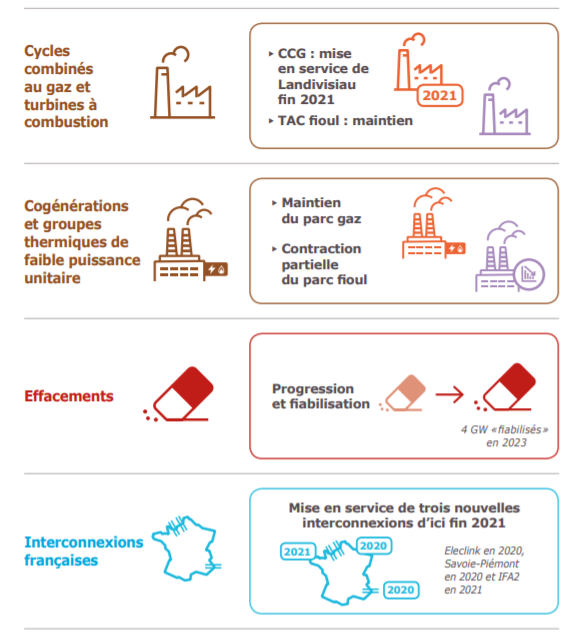 Cycles
combinés
au gaz et
turbines à
combustion
‣ CCG : mise
en service de
Landivisiau
fin 2021
‣ TAC fioul : maintien
2021
Cogénérations
et groupes
thermiques de
faible puissance
unitaire
‣ Maintien
du parc gaz
‣ Contraction
partielle
du parc fioul
Effacements
Progression
et fiabilisation
4 GW «fiabilisés»
en 2023
Interconnexions
françaises
Mise en service de trois nouvelles
interconnexions d’ici fin 2021
2021
2020
2020
Eleclink en 2020,
Savoie-Piémont
en 2020 et IFA2
en 2021